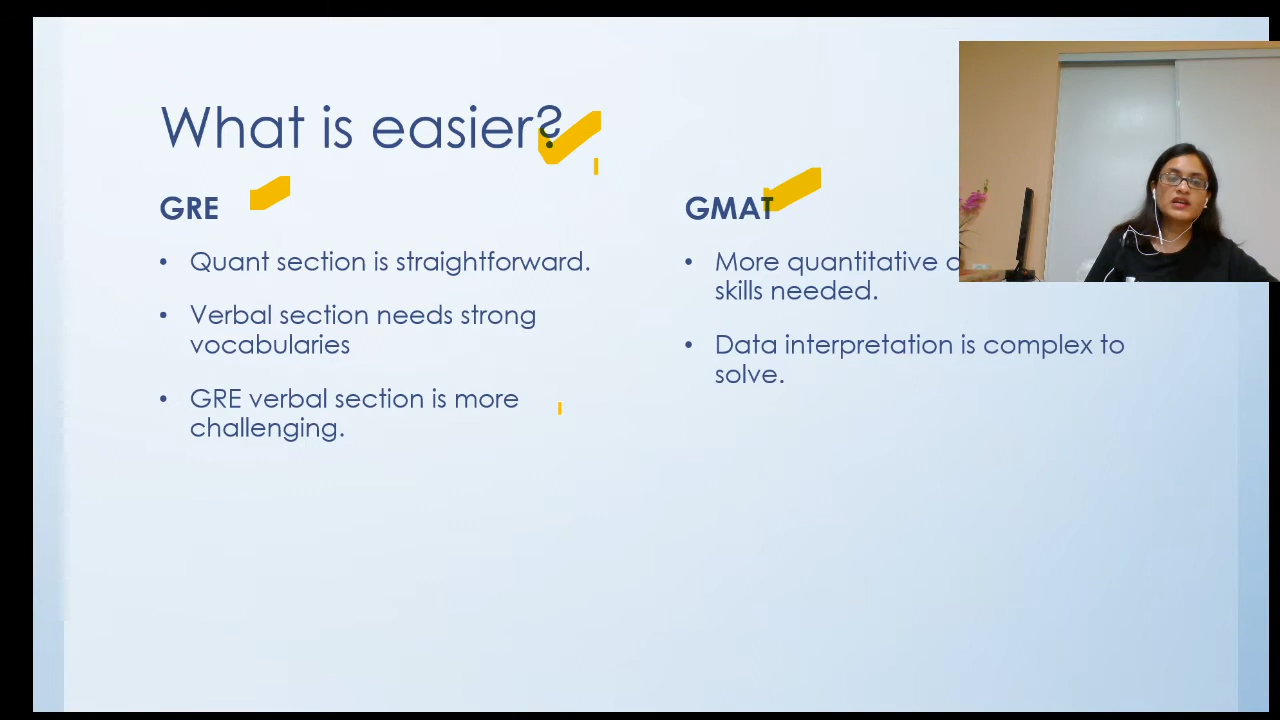 What is easier?
GRE
• Quant section is straightforward.
• Verbal section needs strong
vocabularies
• GRE verbal section is more
challenging.
GMAT
• More quantitative
skills needed.
• Data interpretation is complex to
solve.